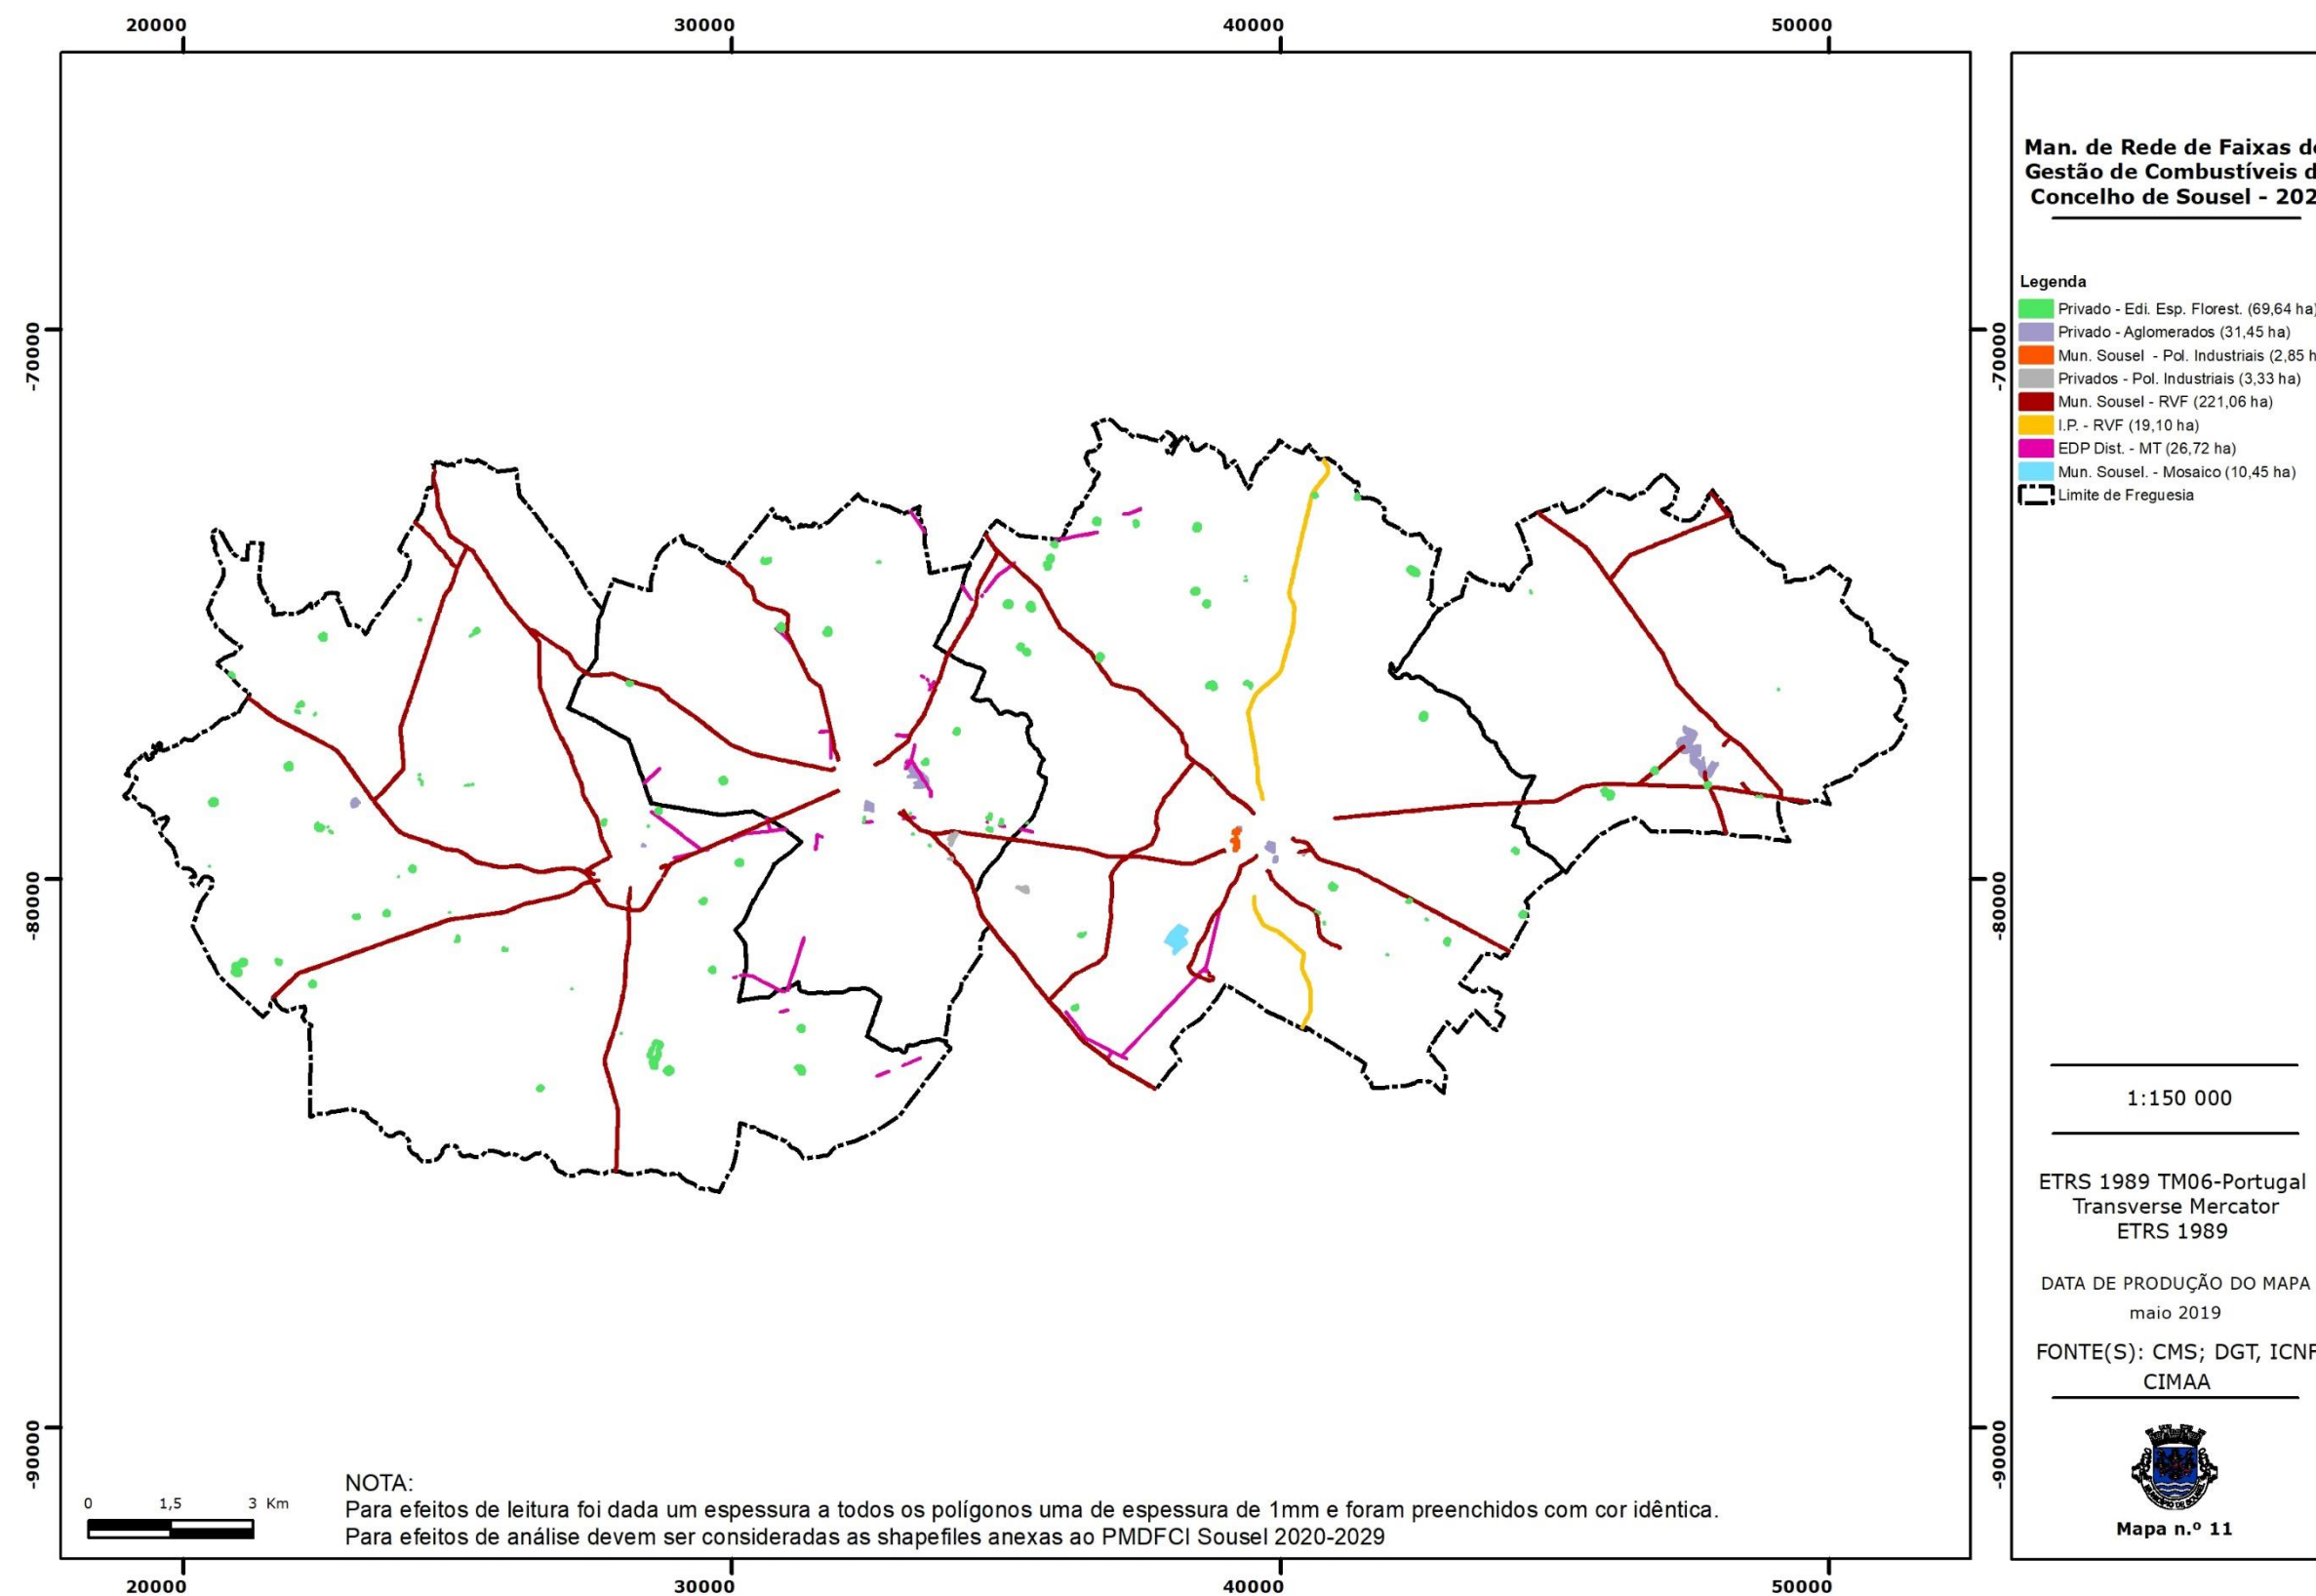 20000 30000 40000 50000
-70000 -70000
-80000 -80000
-90000 -90000
20000 30000 40000 50000
0 1,5 3 Km
NOTA:
Para efeitos de leitura foi dada um espessura a todos os polígonos uma de espessura de 1mm e foram preenchidos com cor idêntica.
Para efeitos de análise devem ser consideradas as shapefiles anexas ao PMDFCI Sousel 2020-2029
Man. de Rede de Faixas de
Gestão de Combustíveis d
Concelho de Sousel - 202
Legenda
Privado - Edi. Esp. Florest. (69,64 ha)
Privado - Aglomerados (31,45 ha)
Mun. Sousel - Pol. Industriais (2,85 h
Privados - Pol. Industriais (3,33 ha)
Mun. Sousel - RVF (221,06 ha)
I.P. - RVF (19,10 ha)
EDP Dist. - MT (26,72 ha)
Mun. Sousel. - Mosaico (10,45 ha)
Limite de Freguesia
1:150 000
ETRS 1989 TM06-Portugal
Transverse Mercator
ETRS 1989
DATA DE PRODUÇÃO DO MAPA
maio 2019
FONTE(S): CMS; DGT, ICNF
CIMAA
MUNICÍPIO DE SOUSEL
Mapa n.º 11